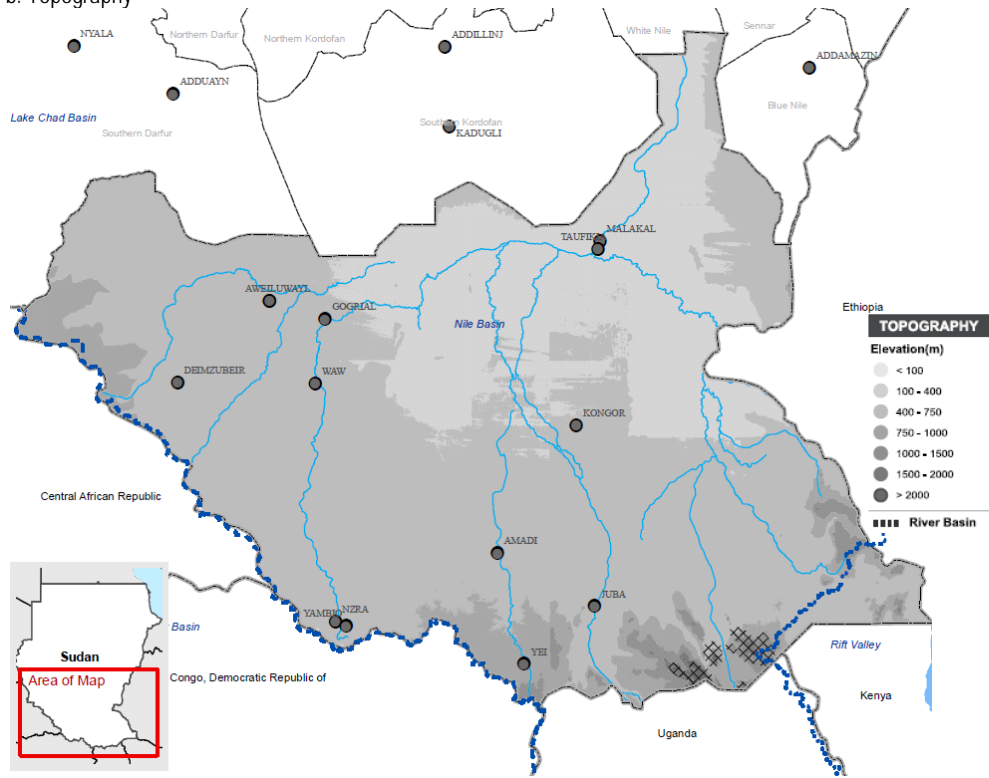 b. Topography
NYALA
Northern Darfur
Northern Kordofan
ADDILLINJ
White Nile
Sennar
ADDAMAZIN
ADDUAYN
Blue Nile
Lake Chad Basin
Southern Darfur
Southern Kordofan
KADUGLI
TAUFIK
MALAKAL
AWEILUWAYL
GOGRIAL
Nile Basin
Ethiopia
TOPOGRAPHY
Elevation(m)
< 100
100 - 400
400 - 750
750 - 1000
1000 - 1500
1500 - 2000
> 2000
River Basin
DEIMZUBEIR
WAW
KONGOR
Central African Republic
AMADI
JUBA
YAMBIO
NZRA
Basin
YEI
Rift Valley
Sudan
Area of Map
Congo, Democratic Republic of
Kenya
Uganda